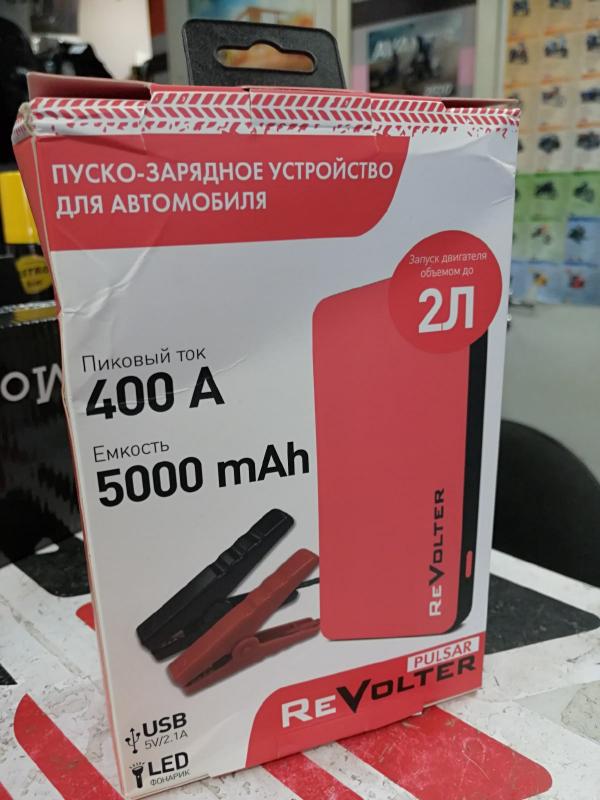 ПУСКО-ЗАРЯДНОЕ УСТРОЙСТВО
ДЛЯ АВТОМОБИЛЯ
Запуск двигателя
объемом до
2Л
Пиковый ток
400 А
Емкость
5000 mAh
REVOLTER
PULSAR
REVOLTER
USB
5V/2.1A
LED
ФОНАРИК